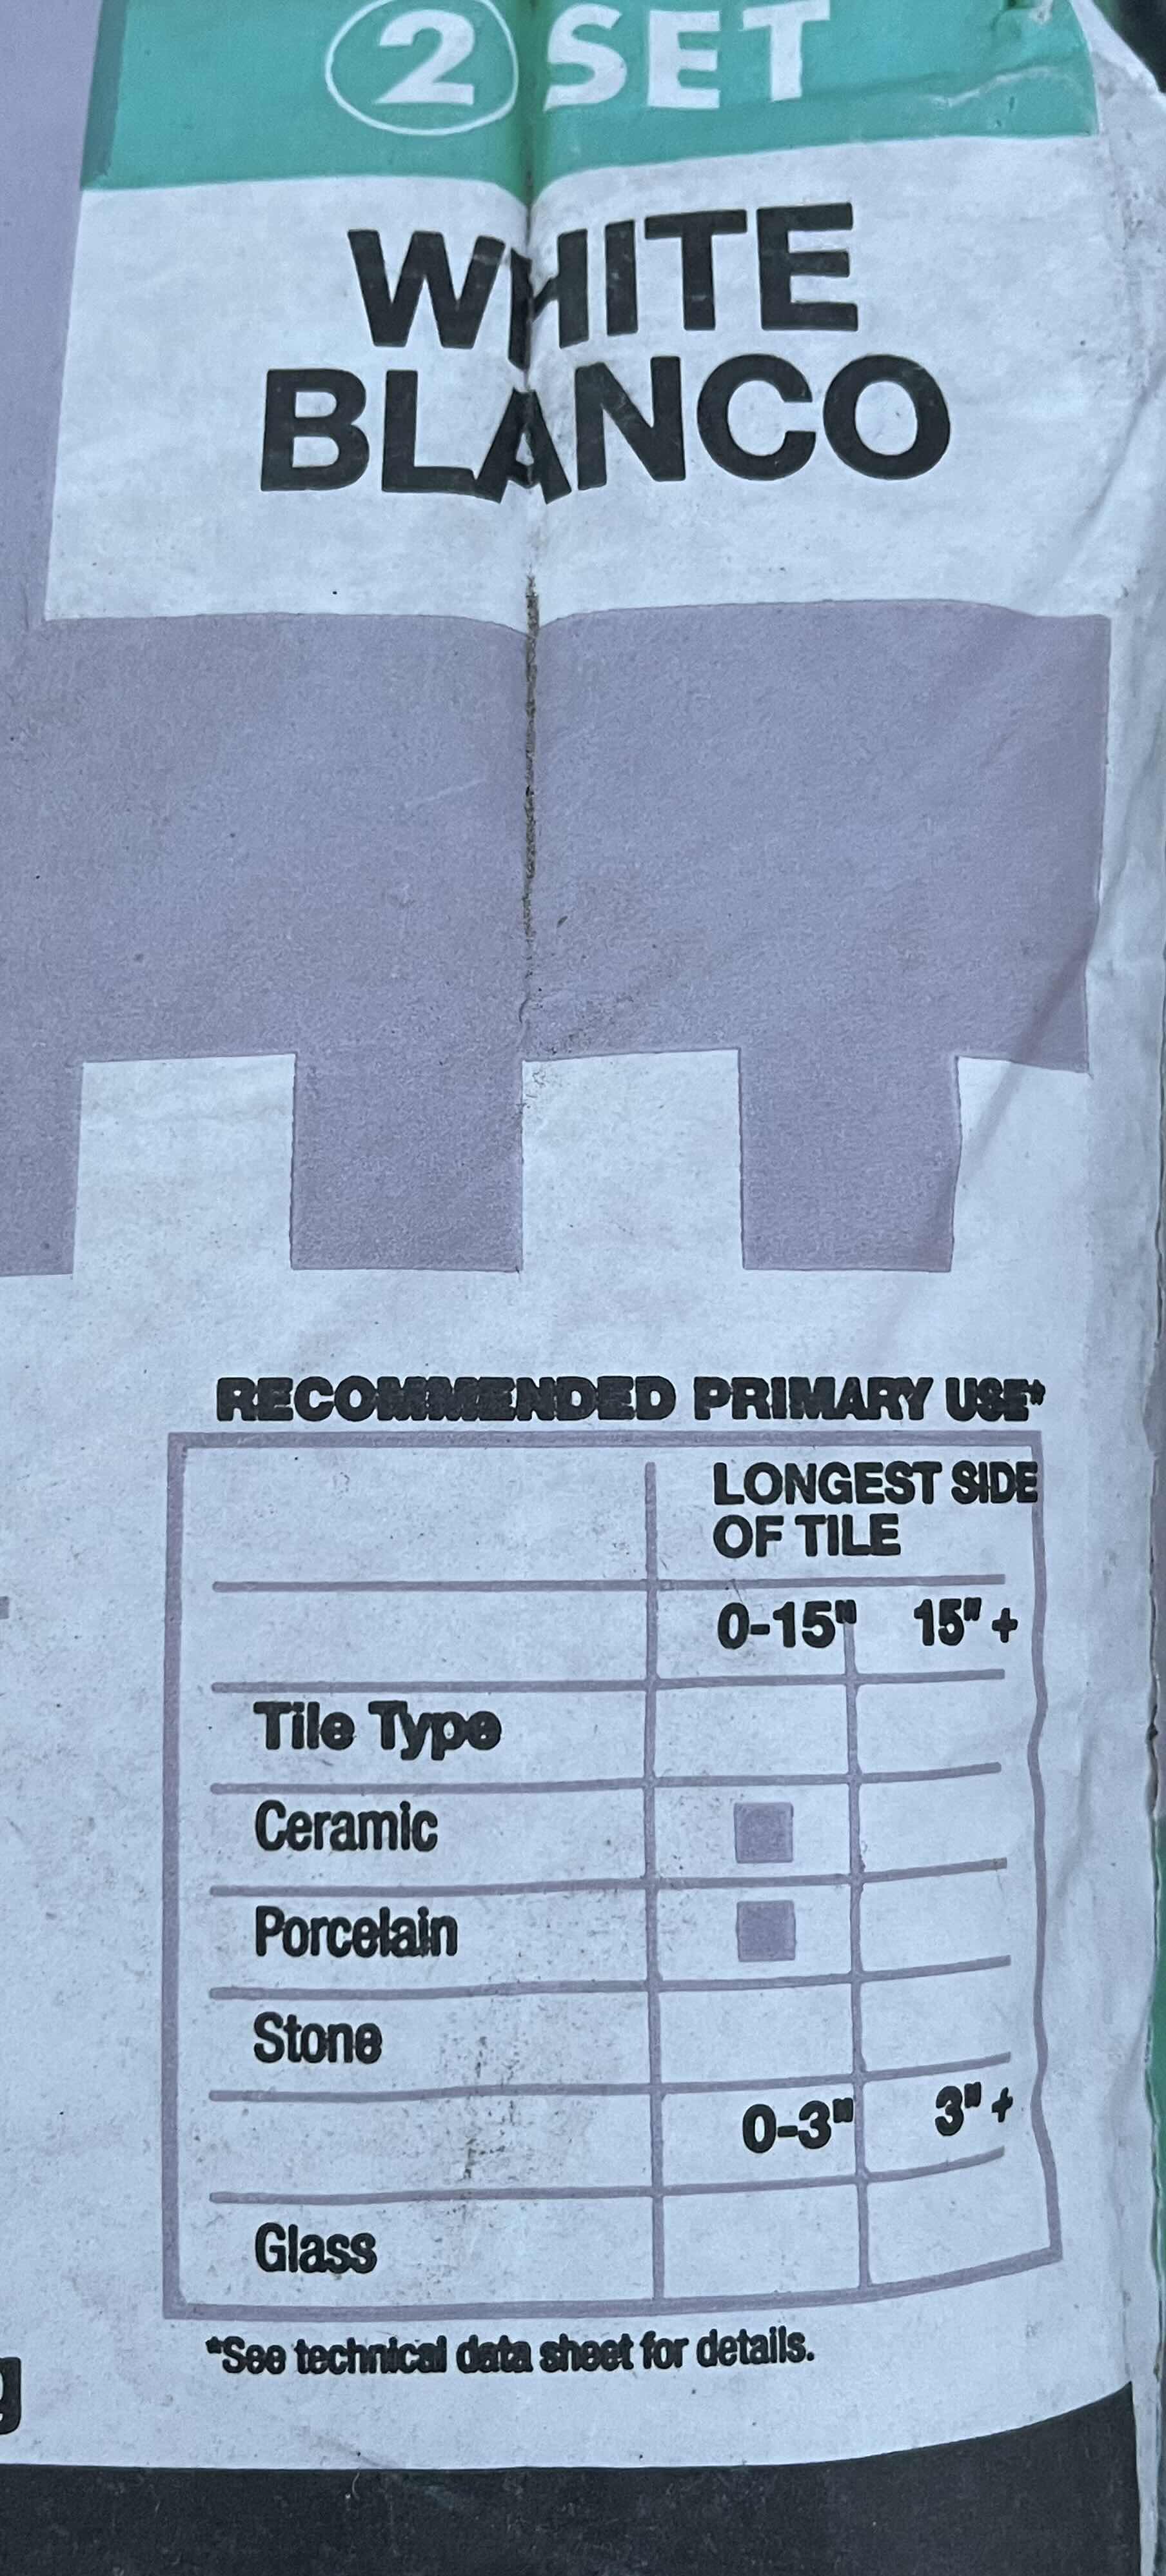 2 SET
WHITE
BLANCO
RECOMMENDED PRIMARY USE*
LONGEST SIDE
OF TILE
0-15" 15"+
Tile Type
Ceramic
Porcelain
Stone
0-3" 3"+
Glass
*See technical data sheet for details.
g